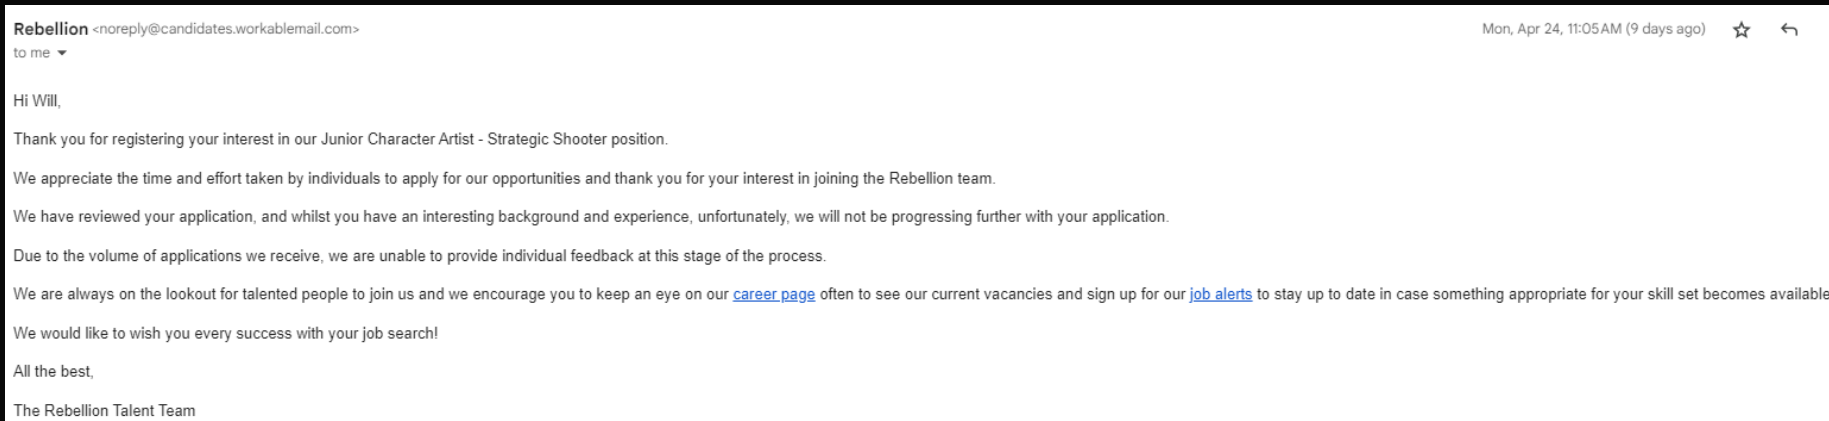 Rebellion <noreply@candidates.workablemail.com>
Mon, Apr 24, 11:05 AM (9 days ago)
to me
Hi Will,
Thank you for registering your interest in our Junior Character Artist - Strategic Shooter position.
We appreciate the time and effort taken by individuals to apply for our opportunities and thank you for your interest in joining the Rebellion team.
We have reviewed your application, and whilst you have an interesting background and experience, unfortunately, we will not be progressing further with your application.
Due to the volume of applications we receive, we are unable to provide individual feedback at this stage of the process.
We are always on the lookout for talented people to join us and we encourage you to keep an eye on our career page often to see our current vacancies and sign up for our job alerts to stay up to date in case something appropriate for your skill set becomes available
We would like to wish you every success with your job search!
All the best,
The Rebellion Talent Team